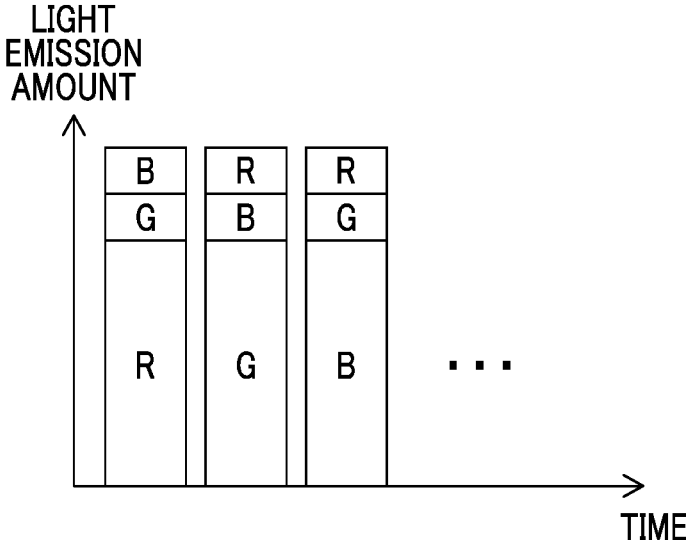 LIGHT
EMISSION
AMOUNT
B R R
G B G
R G B ...
TIME